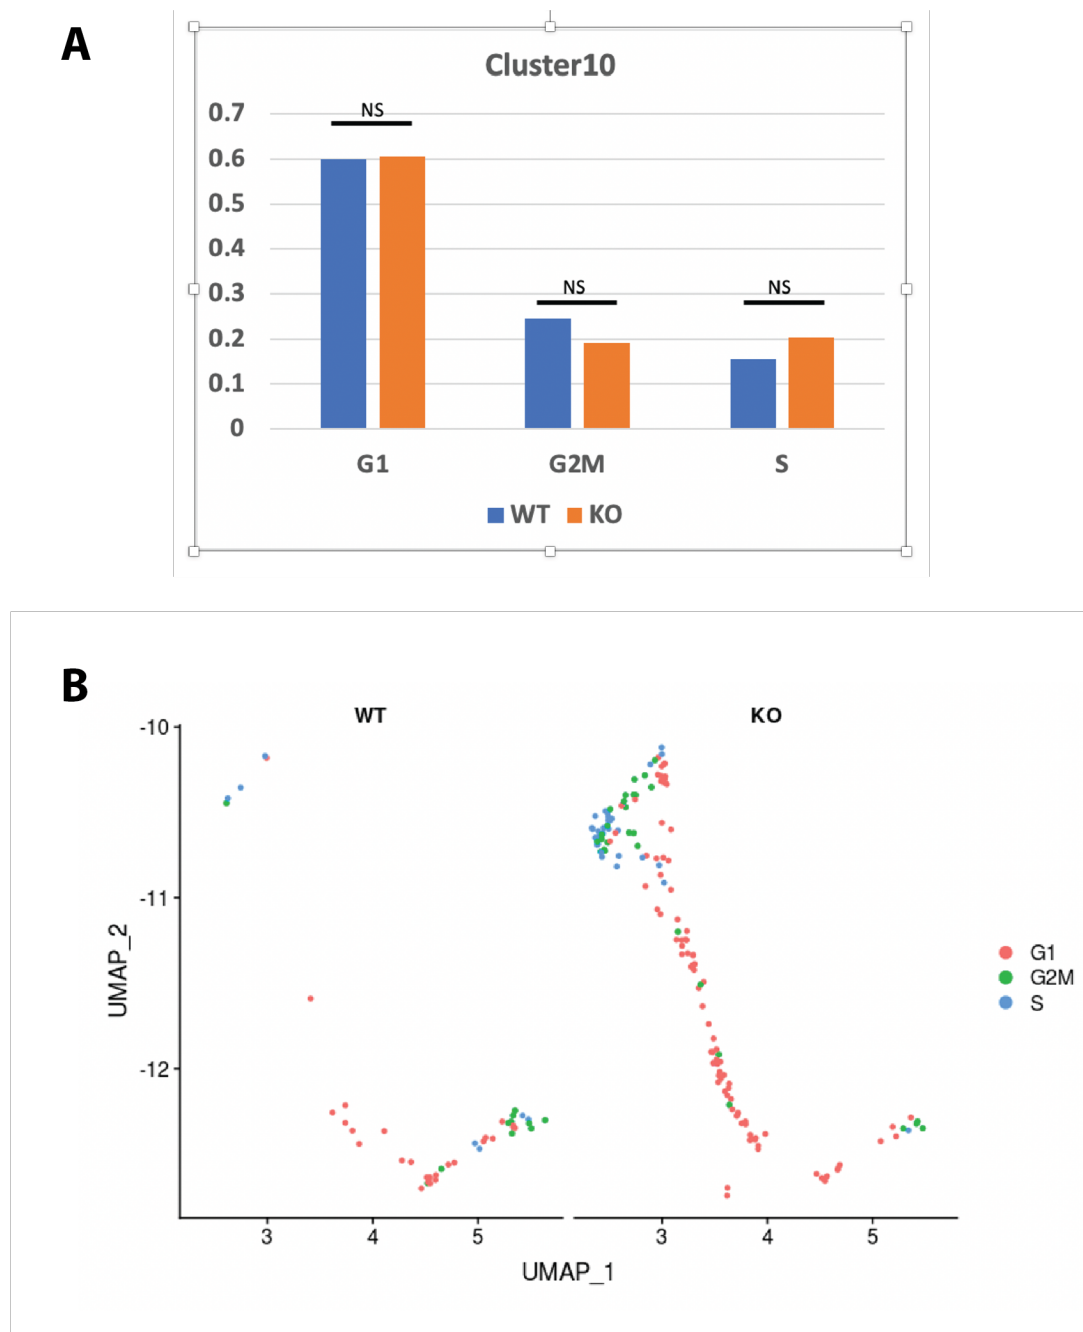 A
Cluster10
0.7
0.6
0.5
0.4
0.3
0.2
0.1
0
NS
NS
NS
G1 G2M S
WT KO
B
WT KO
-10
-11
-12
UMAP_2
3 4 5 3 4 5
UMAP_1
G1
G2M
S